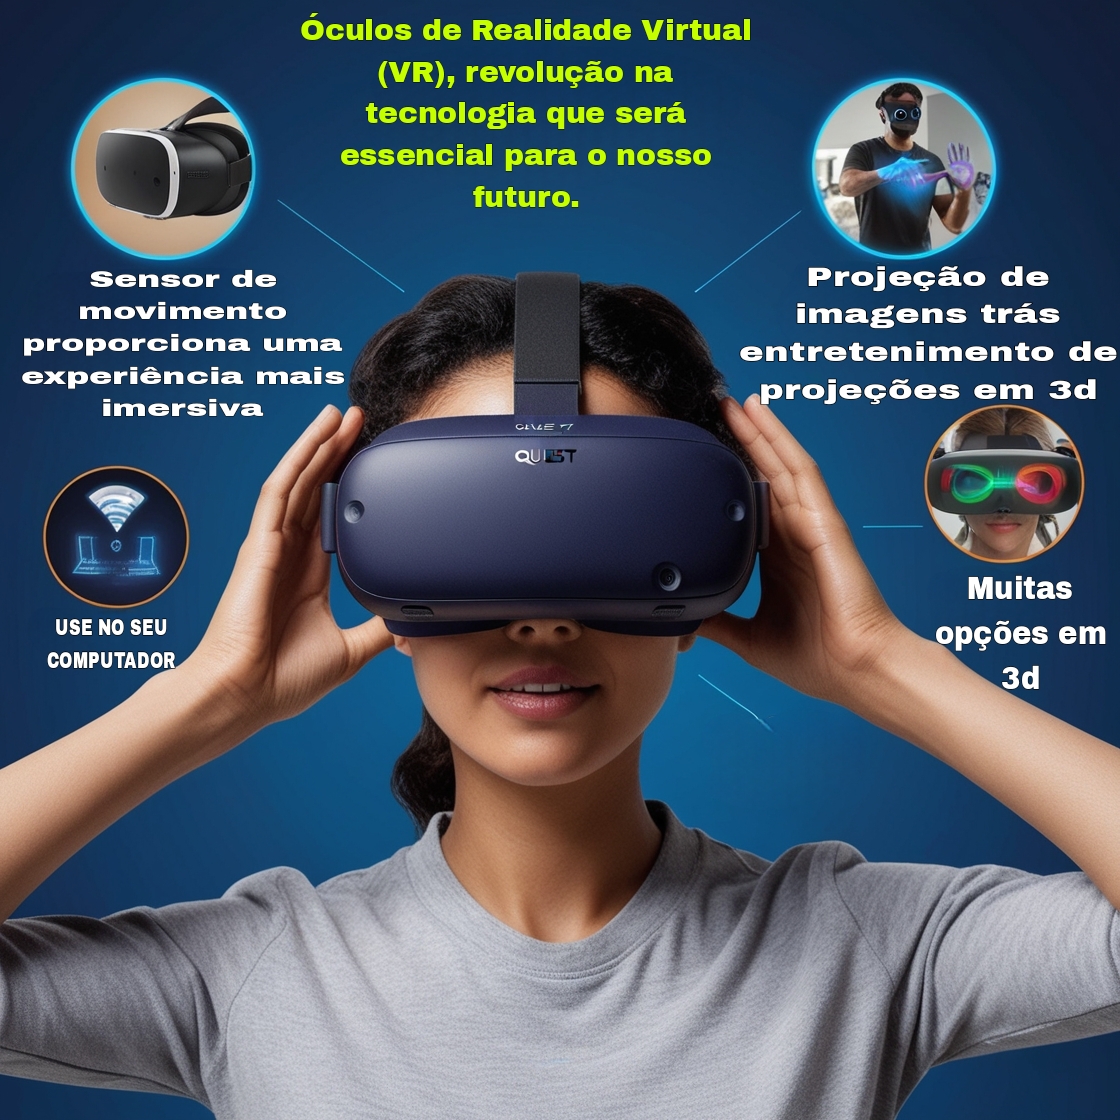 Óculos de Realidade Virtual
(VR), revolução na
tecnologia que será
essencial para o nosso
futuro.
Sensor de
movimento
proporciona uma
experiência mais
imersiva
Projeção de
imagens trás
entretenimento de
projeções em 3d
USE NO SEU
COMPUTADOR
Muitas
opções em
3d